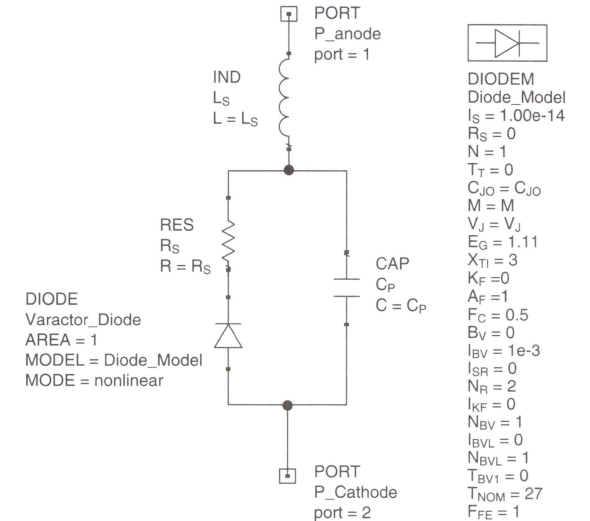 PORT
P_anode
port = 1
IND
LS
L = LS
RES
RS
R = RS
CAP
CP
C = CP
DIODE
Varactor_Diode
AREA = 1
MODEL = Diode_Model
MODE = nonlinear
PORT
P_Cathode
port = 2
DIODEM
Diode_Model
IS = 1.00e-14
RS = 0
N = 1
TT = 0
CJO = CJO
M = M
VJ = VJ
EG = 1.11
XTI = 3
KF =0
AF =1
FC = 0.5
BV = 0
IBV = 1e-3
ISR = 0
NR = 2
IKF = 0
NBV = 1
IBVL = 0
NBVL = 1
TBV1 = 0
TNOM = 27
FFE = 1